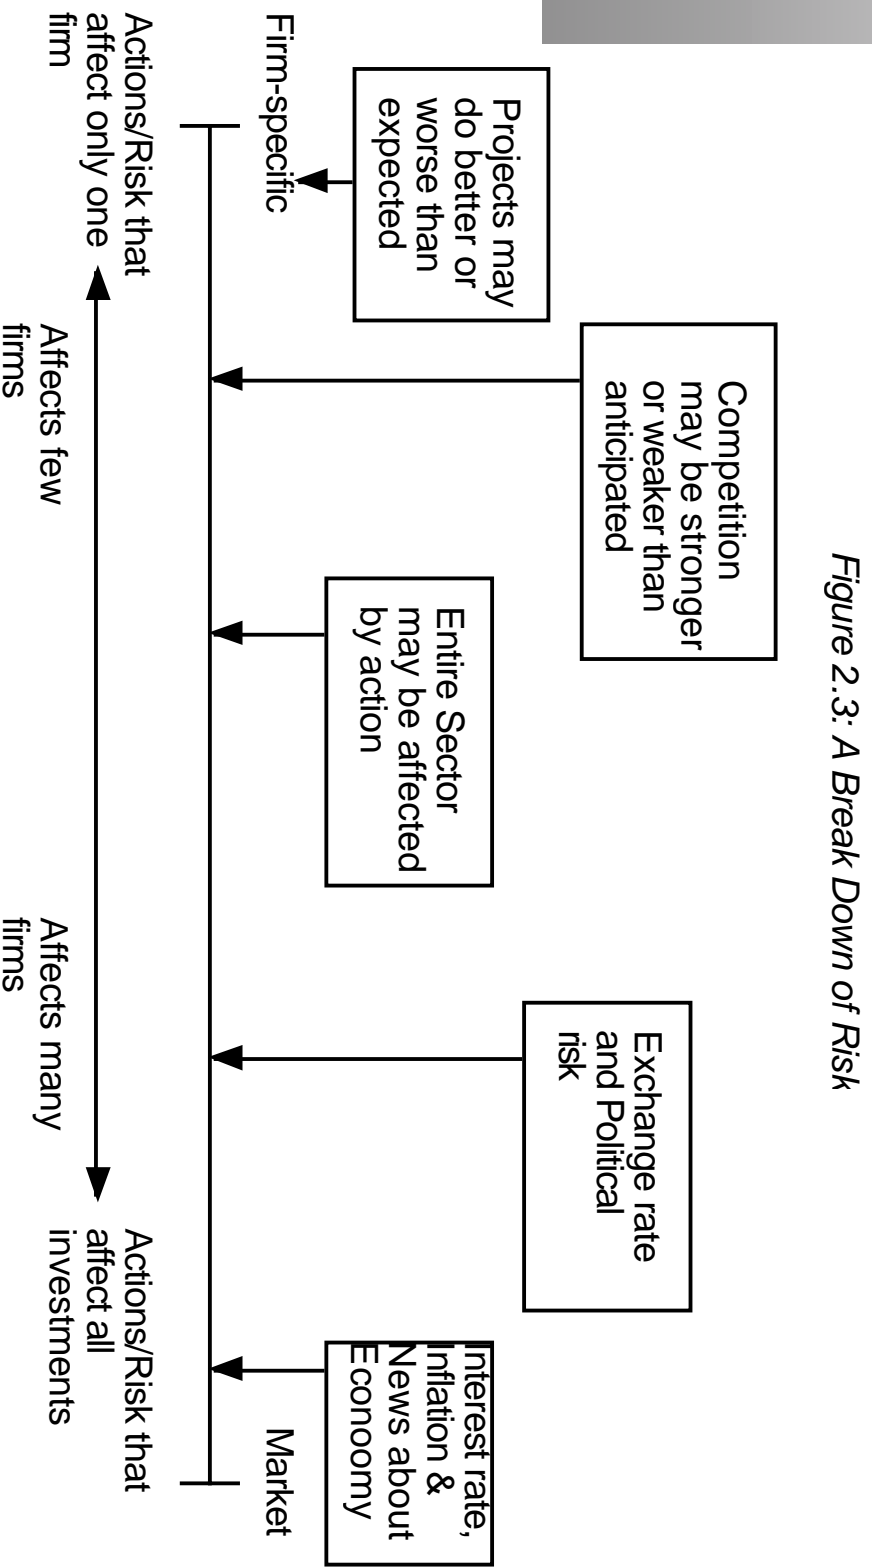 Figure 2.3: A Break Down of Risk
Competition
may be stronger
or weaker than
anticipated
Exchange rate
and Political
risk
Projects may
do better or
worse than
expected
Entire Sector
may be affected
by action
Interest rate,
Inflation &
News about
Econoomy
Firm-specific
Market
Actions/Risk that
affect only one
firm
Actions/Risk that
affect all
investments
Affects few
firms
Affects many
firms